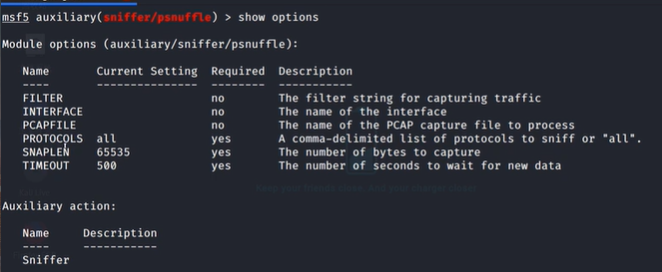 msf5 auxiliary(sniffer/psnuffle) > show options
Module options (auxiliary/sniffer/psnuffle):
Name Current Setting Required Description
---- --------------- -------- -----------
FILTER no The filter string for capturing traffic
INTERFACE no The name of the interface
PCAPFILE no The name of the PCAP capture file to process
PROTOCOLS all yes A comma-delimited list of protocols to sniff or "all".
SNAPLEN 65535 yes The number of bytes to capture
TIMEOUT 500 yes The number of seconds to wait for new data
Auxiliary action:
Name Description
---- -----------
Sniffer